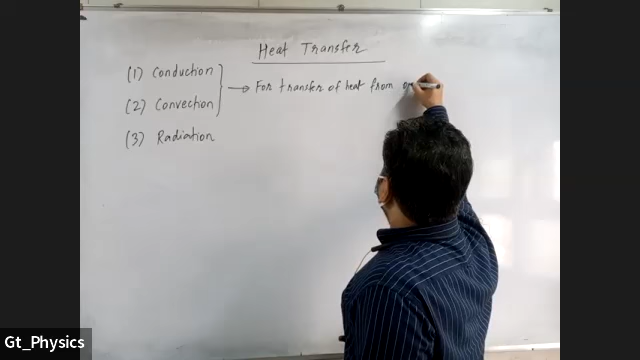 Heat Transfer
(1) Conduction
(2) Convection
→ For transfer of heat from
(3) Radiation
Gt_Physics